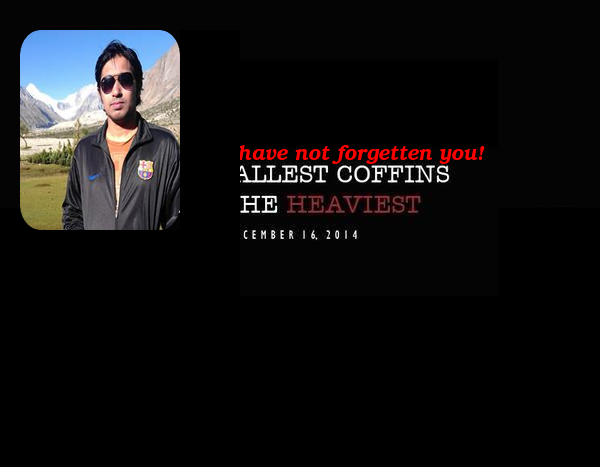 have not forgetten you!
ALLEST COFFINS
HE HEAVIEST
CEMBER 16, 2014